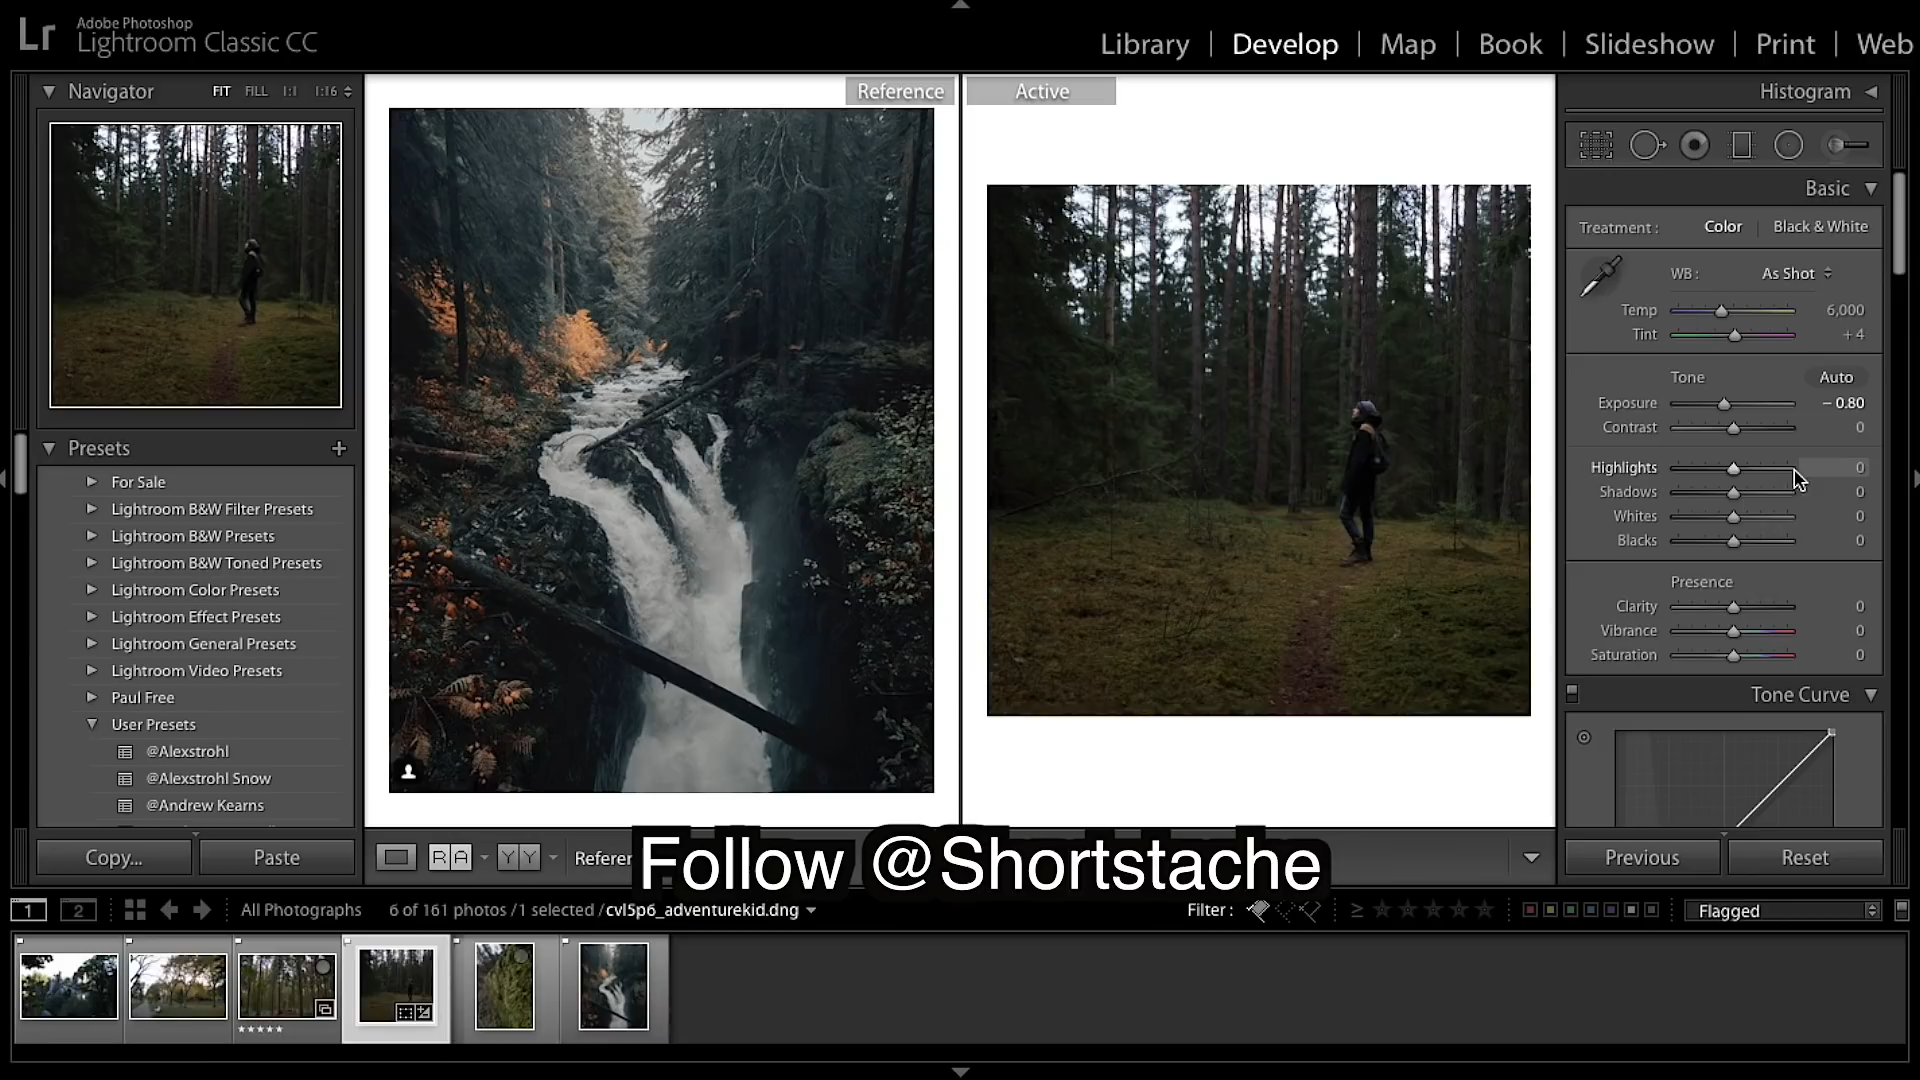 Lr
Adobe Photoshop
Lightroom Classic CC
Library | Develop | Map | Book | Slideshow | Print | Web
Navigator FIT FILL 1:1 1:16
Reference
Active
Histogram
Basic
Treatment : Color Black & White
WB : As Shot
Temp 6,000
Tint + 4
Tone Auto
Exposure – 0.80
Contrast 0
Highlights 0
Shadows 0
Whites 0
Blacks 0
Presence
Clarity 0
Vibrance 0
Saturation 0
Tone Curve
Presets +
For Sale
Lightroom B&W Filter Presets
Lightroom B&W Presets
Lightroom B&W Toned Presets
Lightroom Color Presets
Lightroom Effect Presets
Lightroom General Presets
Lightroom Video Presets
Paul Free
User Presets
@Alexstrohl
@Alexstrohl Snow
@Andrew Kearns
Copy... Paste
R A Y Y Referen
Follow @Shortstache
Previous Reset
1 2 All Photographs 6 of 161 photos /1 selected /cvl5p6_adventurekid.dng Filter : ≥ Flagged